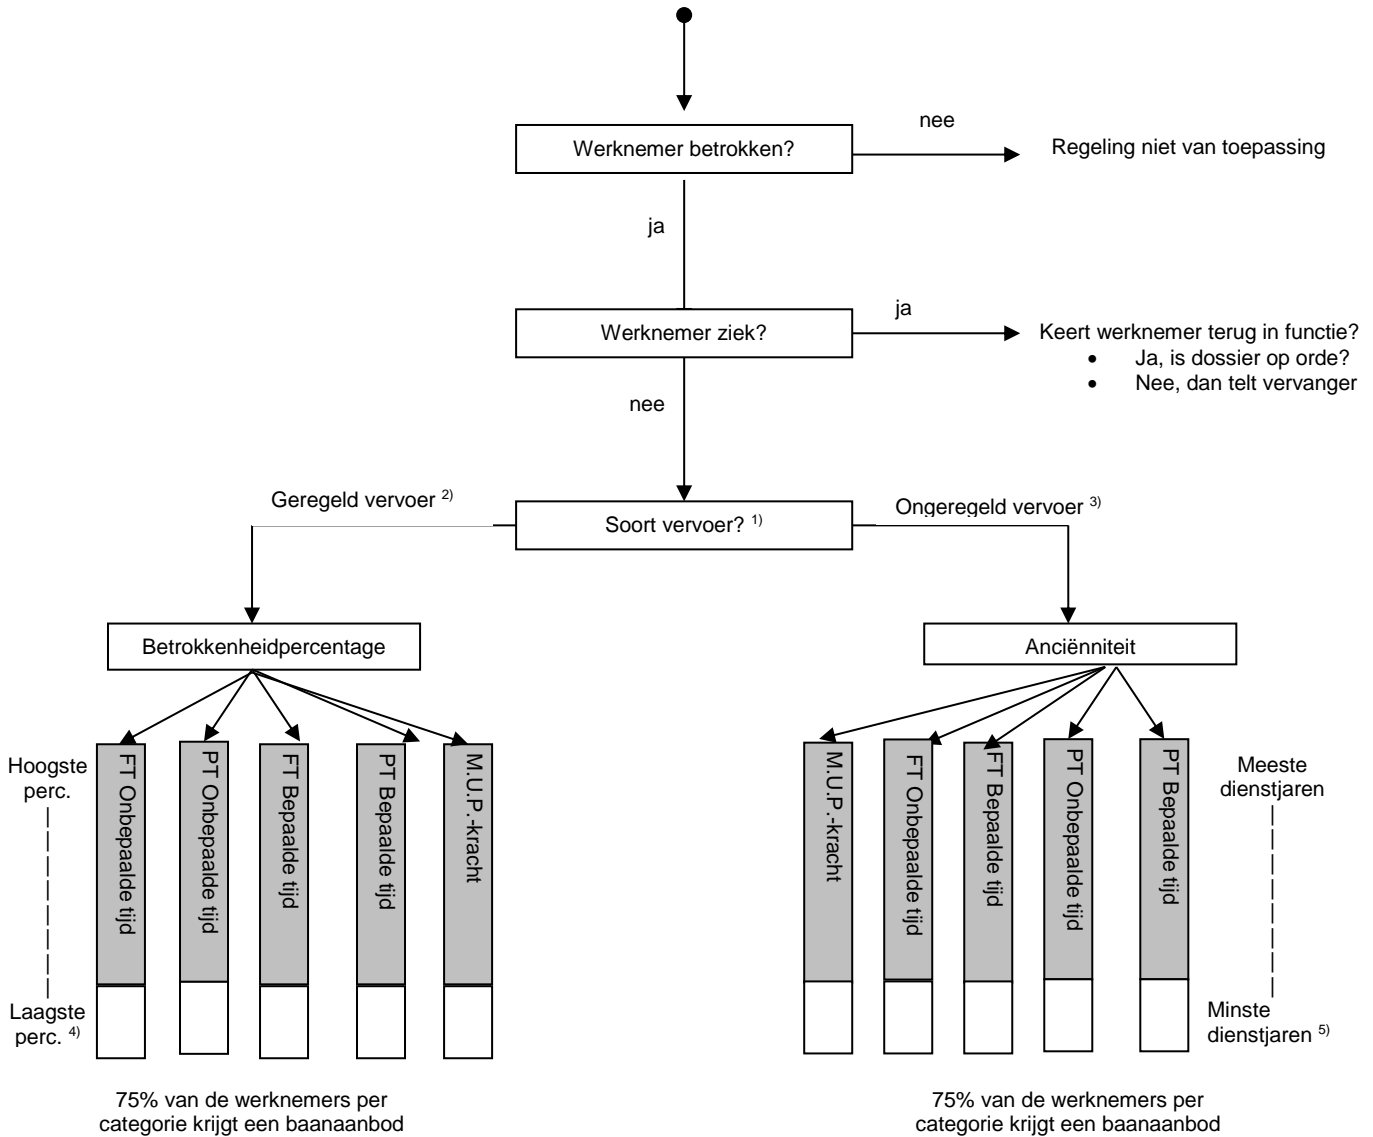 nee
Werknemer betrokken?
Regeling niet van toepassing
ja
ja
Werknemer ziek?
Keert werknemer terug in functie?
• Ja, is dossier op orde?
• Nee, dan telt vervanger
nee
Geregeld vervoer 2)
Soort vervoer? 1)
Ongeregeld vervoer 3)
Betrokkenheidpercentage
Anciënniteit
Hoogste
perc.
FT Onbepaalde tijd
PT Onbepaalde tijd
FT Bepaalde tijd
PT Bepaalde tijd
M.U.P.-kracht
Laagste
perc. 4)
M.U.P.-kracht
FT Onbepaalde tijd
FT Bepaalde tijd
PT Onbepaalde tijd
PT Bepaalde tijd
Meeste
dienstjaren
Minste
dienstjaren 5)
75% van de werknemers per
categorie krijgt een baanaanbod
75% van de werknemers per
categorie krijgt een baanaanbod